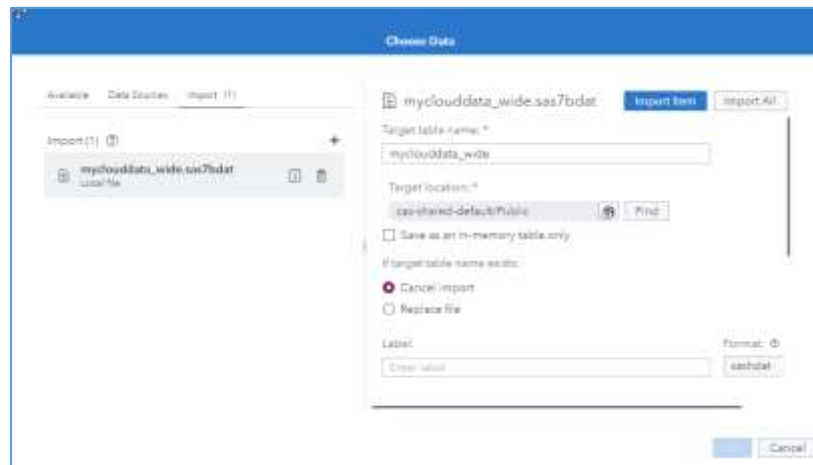 Choose Data
Available Data Sources Import (1)
Import (1)
myclouddata_wide.sas7bdat
Local file
myclouddata_wide.sas7bdat
Import Item
Import All
Target table name: *
myclouddata_wide
Target location: *
cas-shared-default/Public
Find
Save as an in-memory table only
If target table name exists:
Cancel import
Replace file
Label:
Format:
Enter label
sashdat
Cancel